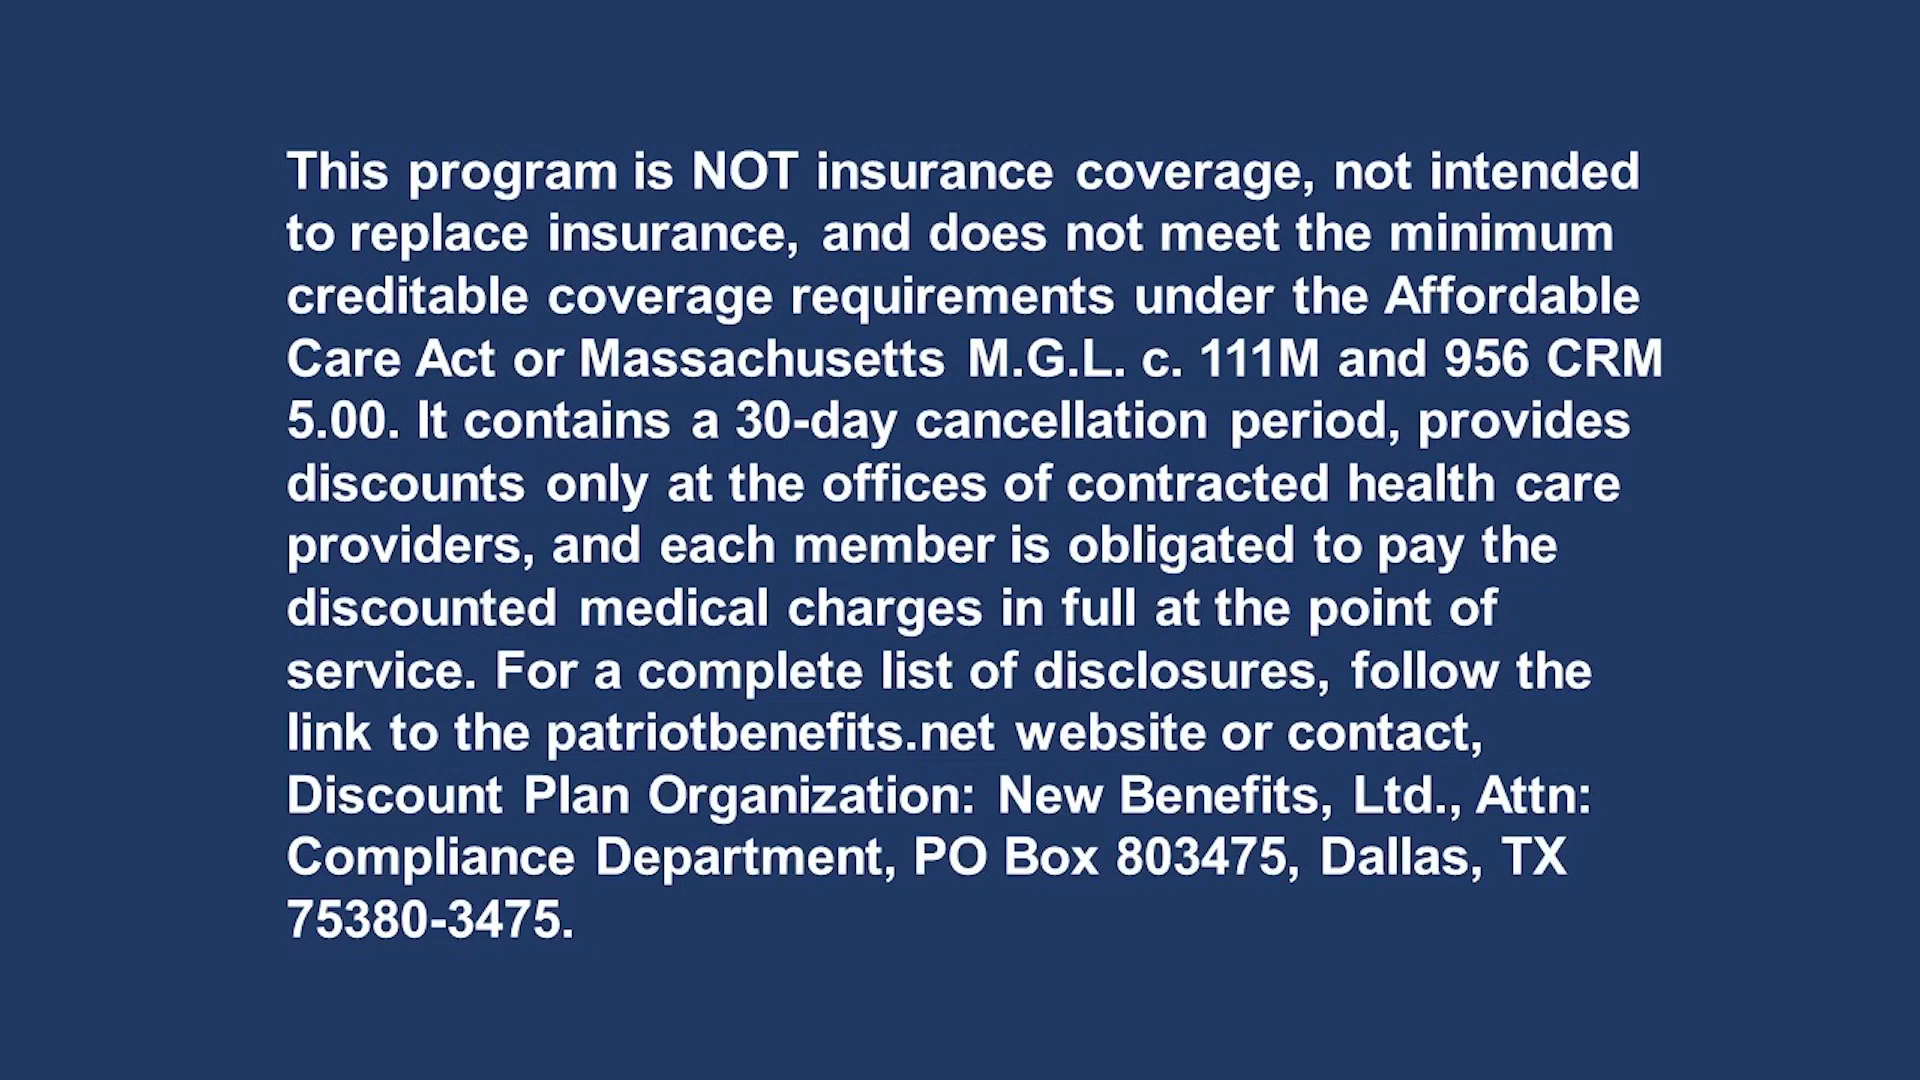 This program is NOT insurance coverage, not intended
to replace insurance, and does not meet the minimum
creditable coverage requirements under the Affordable
Care Act or Massachusetts M.G.L. c. 111M and 956 CRM
5.00. It contains a 30-day cancellation period, provides
discounts only at the offices of contracted health care
providers, and each member is obligated to pay the
discounted medical charges in full at the point of
service. For a complete list of disclosures, follow the
link to the patriotbenefits.net website or contact,
Discount Plan Organization: New Benefits, Ltd., Attn:
Compliance Department, PO Box 803475, Dallas, TX
75380-3475.